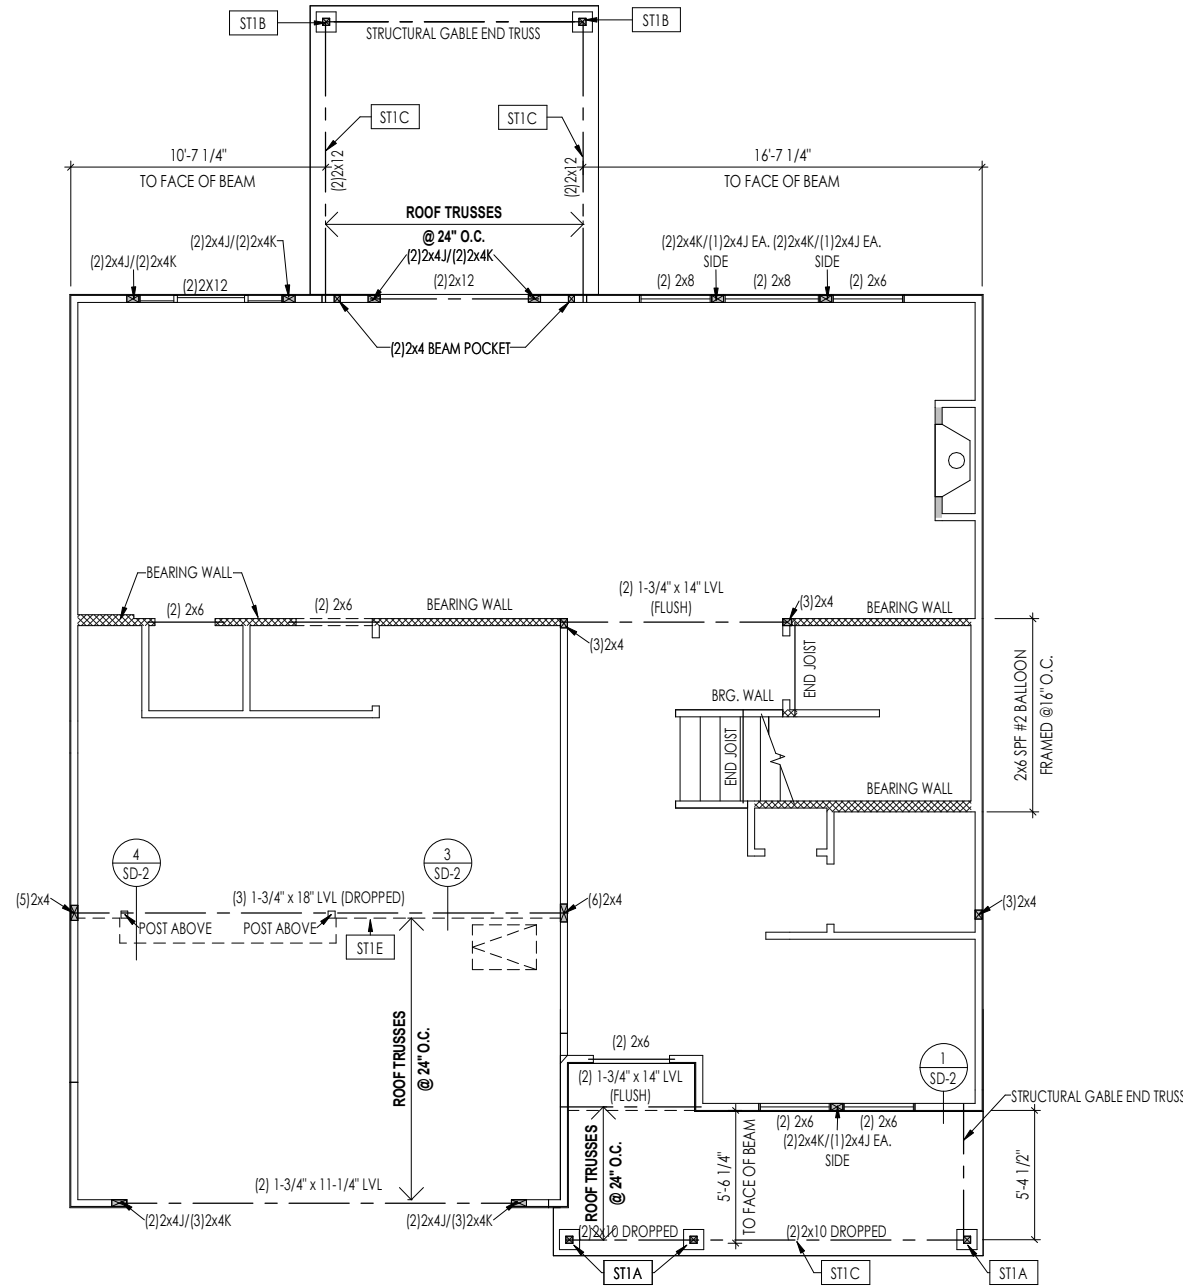 ST1B
ST1B
STRUCTURAL GABLE END TRUSS
ST1C
ST1C
10'-7 1/4"
TO FACE OF BEAM
(2)2x12
(2)2x12
16'-7 1/4"
TO FACE OF BEAM
ROOF TRUSSES
@ 24" O.C.
(2)2x4J/(2)2x4K
(2)2x4J/(2)2x4K
(2)2X12
(2)2x4J/(2)2x4K
(2)2x12
(2)2x4K/(1)2x4J EA.
SIDE
(2)2x4K/(1)2x4J EA.
SIDE
(2) 2x8
(2) 2x8
(2) 2x6
(2)2x4 BEAM POCKET
BEARING WALL
(2) 2x6
(2) 2x6
BEARING WALL
(2) 1-3/4" x 14" LVL
(FLUSH)
(3)2x4
BEARING WALL
(3)2x4
END JOIST
BRG. WALL
END JOIST
2x6 SPF #2 BALLOON
FRAMED @16" O.C.
BEARING WALL
4
SD-2
3
SD-2
(5)2x4
(3) 1-3/4" x 18" LVL (DROPPED)
(6)2x4
(3)2x4
POST ABOVE
POST ABOVE
ST1E
ROOF TRUSSES
@ 24" O.C.
(2) 2x6
1
SD-2
(2) 1-3/4" x 14" LVL
(FLUSH)
STRUCTURAL GABLE END TRUSS
(2) 2x6
(2) 2x6
(2)2x4K/(1)2x4J EA.
SIDE
ROOF TRUSSES
@ 24" O.C.
5'-6 1/4"
TO FACE OF BEAM
5'-4 1/2"
(2) 1-3/4" x 11-1/4" LVL
(2)2x4J/(3)2x4K
(2)2x4J/(3)2x4K
(2)2x10 DROPPED
(2)2x10 DROPPED
ST1A
ST1C
ST1A